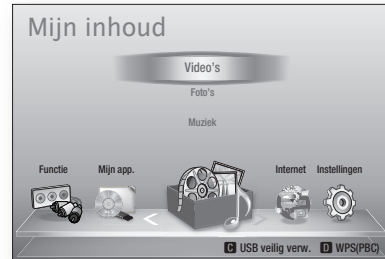 Mijn inhoud
Video's
Foto's
Muziek
Functie Mijn app. Internet Instellingen
C USB veilig verw. D WPS(PBC)